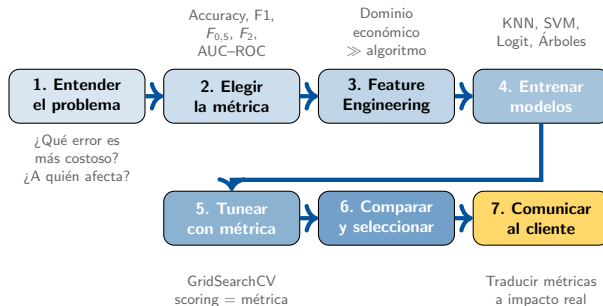 Accuracy, F1,
F0,5, F2,
AUC–ROC
Dominio
económico
≫ algoritmo
KNN, SVM,
Logit, Árboles
1. Entender
el problema
2. Elegir
la métrica
3. Feature
Engineering
4. Entrenar
modelos
¿Qué error es
más costoso?
¿A quién afecta?
5. Tunear
con métrica
6. Comparar
y seleccionar
7. Comunicar
al cliente
GridSearchCV
scoring = métrica
Traducir métricas
a impacto real